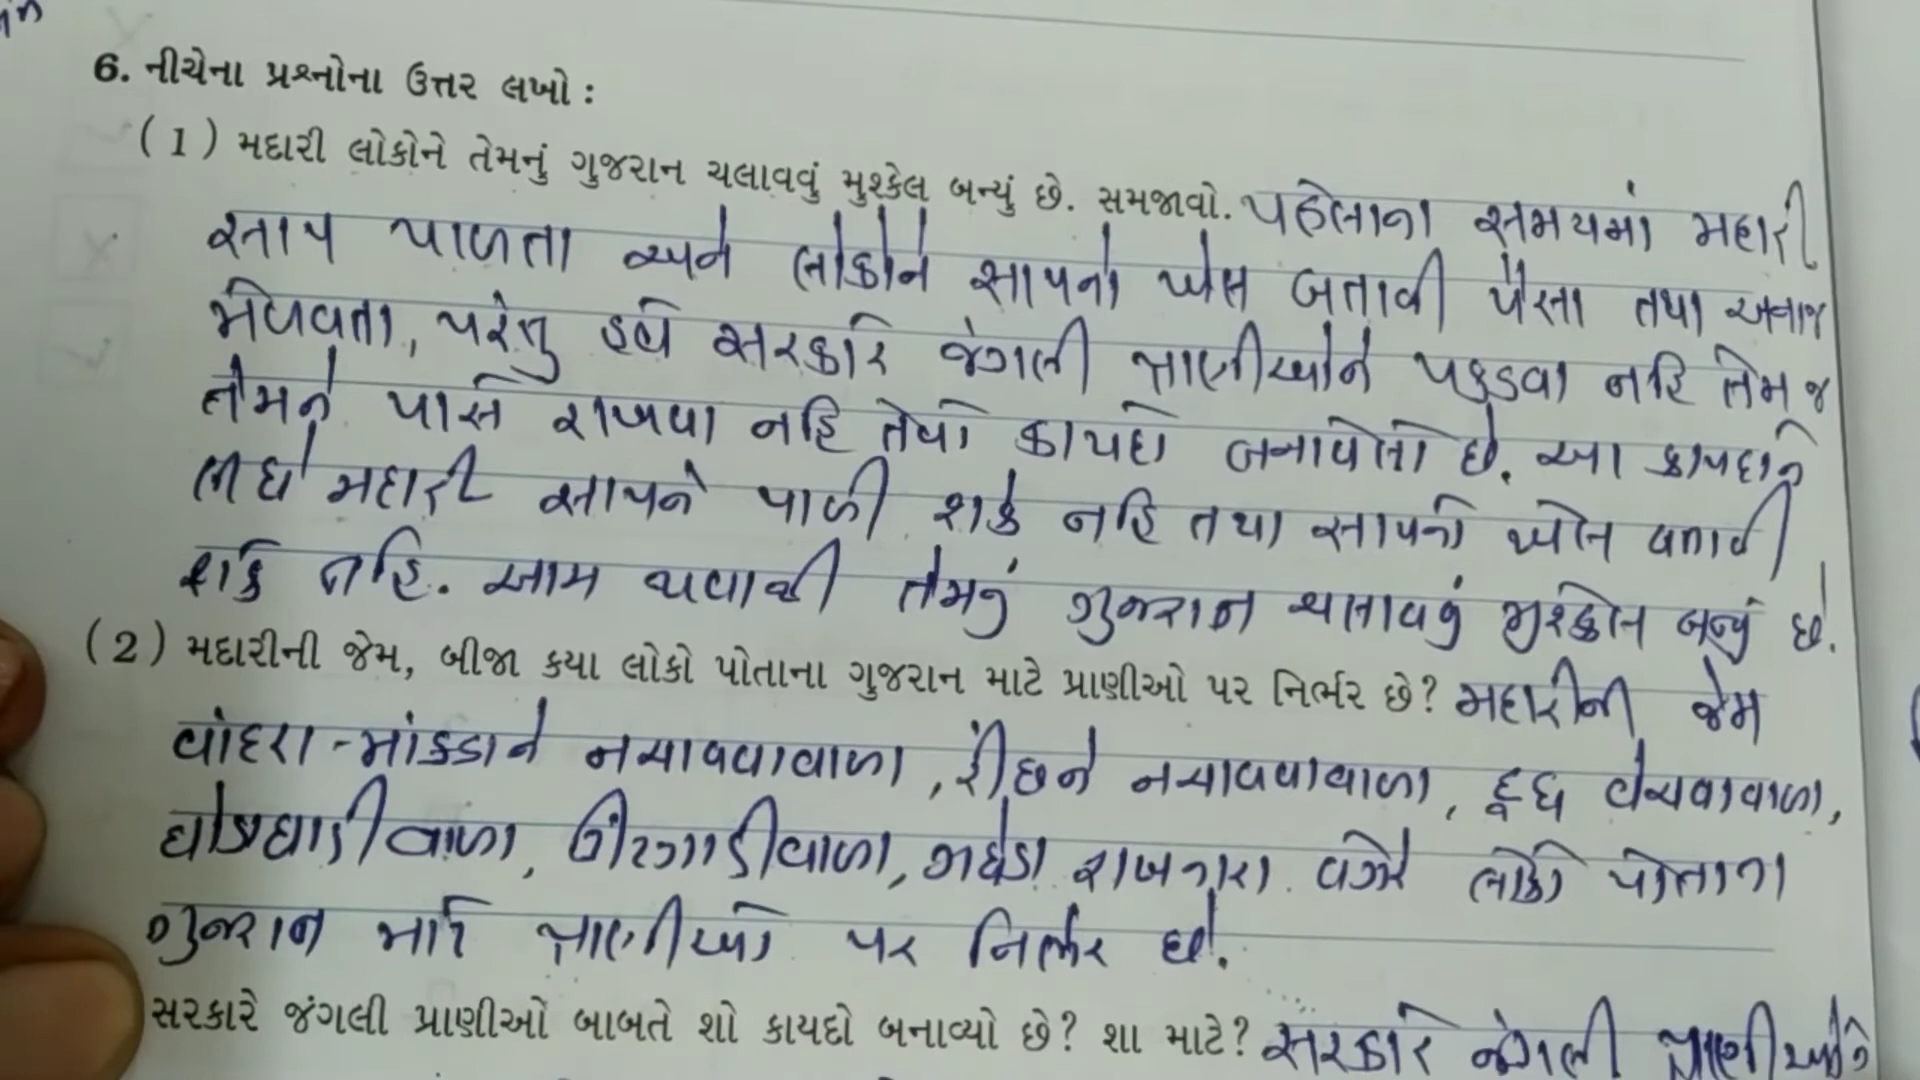 6. નીચેના પ્રશ્નોના ઉત્તર લખો :
(1) મદારી લોકોને તેમનું ગુજરાન ચલાવવું મુશ્કેલ બન્યું છે. સમજાવો. પહેલાના સમયમાં મદારી
સાપ પાળતા અને લોકોને સાપનો ખેલ બતાવી પૈસા તથા અનાજ
મેળવતા, પરંતુ હવે સરકારે જંગલી પ્રાણીઓને પકડવા નહિ તેમ જ
તેમને પાસે રાખવા નહિ તેવો કાયદો બનાવેલો છે. આ કાયદાને
લીધે મદારી સાપને પાળી શકે નહિ તથા સાપનો ખેલ બતાવી
શકે નહિ. આમ થવાથી તેમનું ગુજરાન ચલાવવું મુશ્કેલ બન્યું છે.
(2) મદારીની જેમ, બીજા કયા લોકો પોતાના ગુજરાન માટે પ્રાણીઓ પર નિર્ભર છે? મદારીની જેમ
વાંદરા-માંકડાને નચાવવાવાળા, રીંછને નચાવવાવાળા, દૂધ વેચવાવાળા,
ઘોડાગાડીવાળા, ઊંટગાડીવાળા, ગધેડા રાખનારા વગેરે લોકો પોતાના
ગુજરાન માટે પ્રાણીઓ પર નિર્ભર છે.
સરકારે જંગલી પ્રાણીઓ બાબતે શો કાયદો બનાવ્યો છે? શા માટે? સરકારે જંગલી પ્રાણીઓને